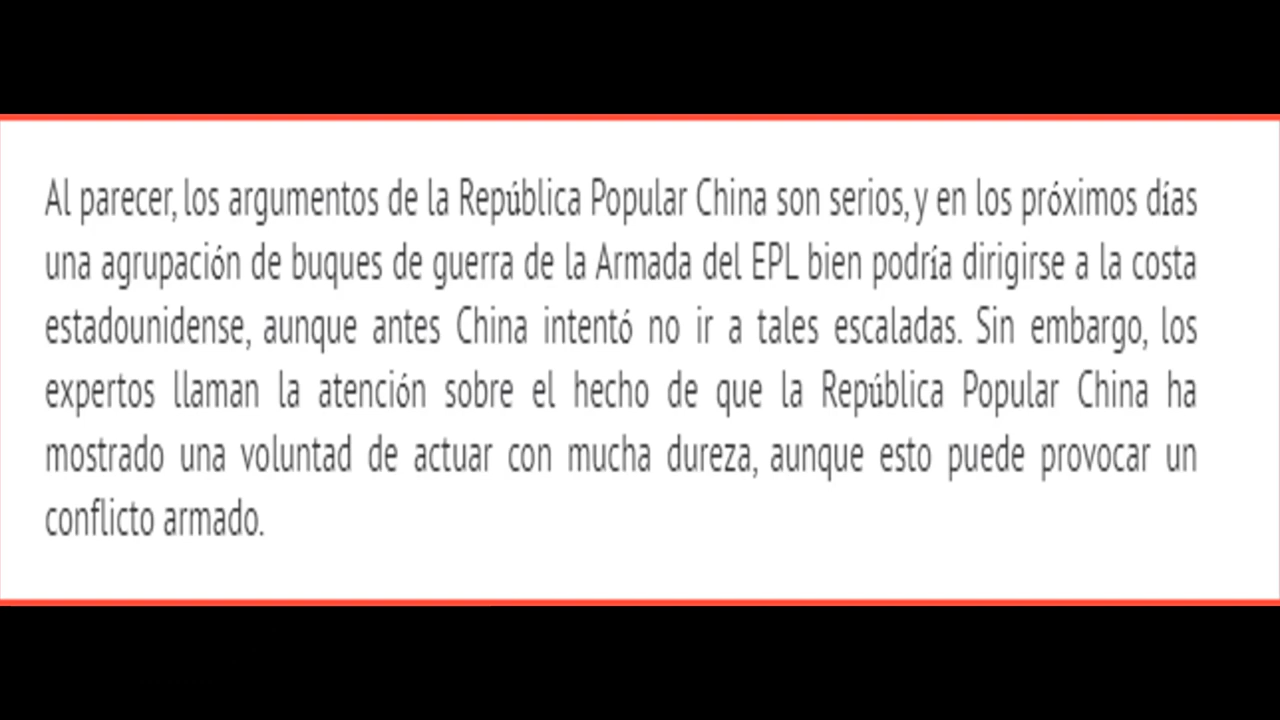 Al parecer, los argumentos de la República Popular China son serios, y en los próximos días
una agrupación de buques de guerra de la Armada del EPL bien podría dirigirse a la costa
estadounidense, aunque antes China intentó no ir a tales escaladas. Sin embargo, los
expertos llaman la atención sobre el hecho de que la República Popular China ha
mostrado una voluntad de actuar con mucha dureza, aunque esto puede provocar un
conflicto armado.